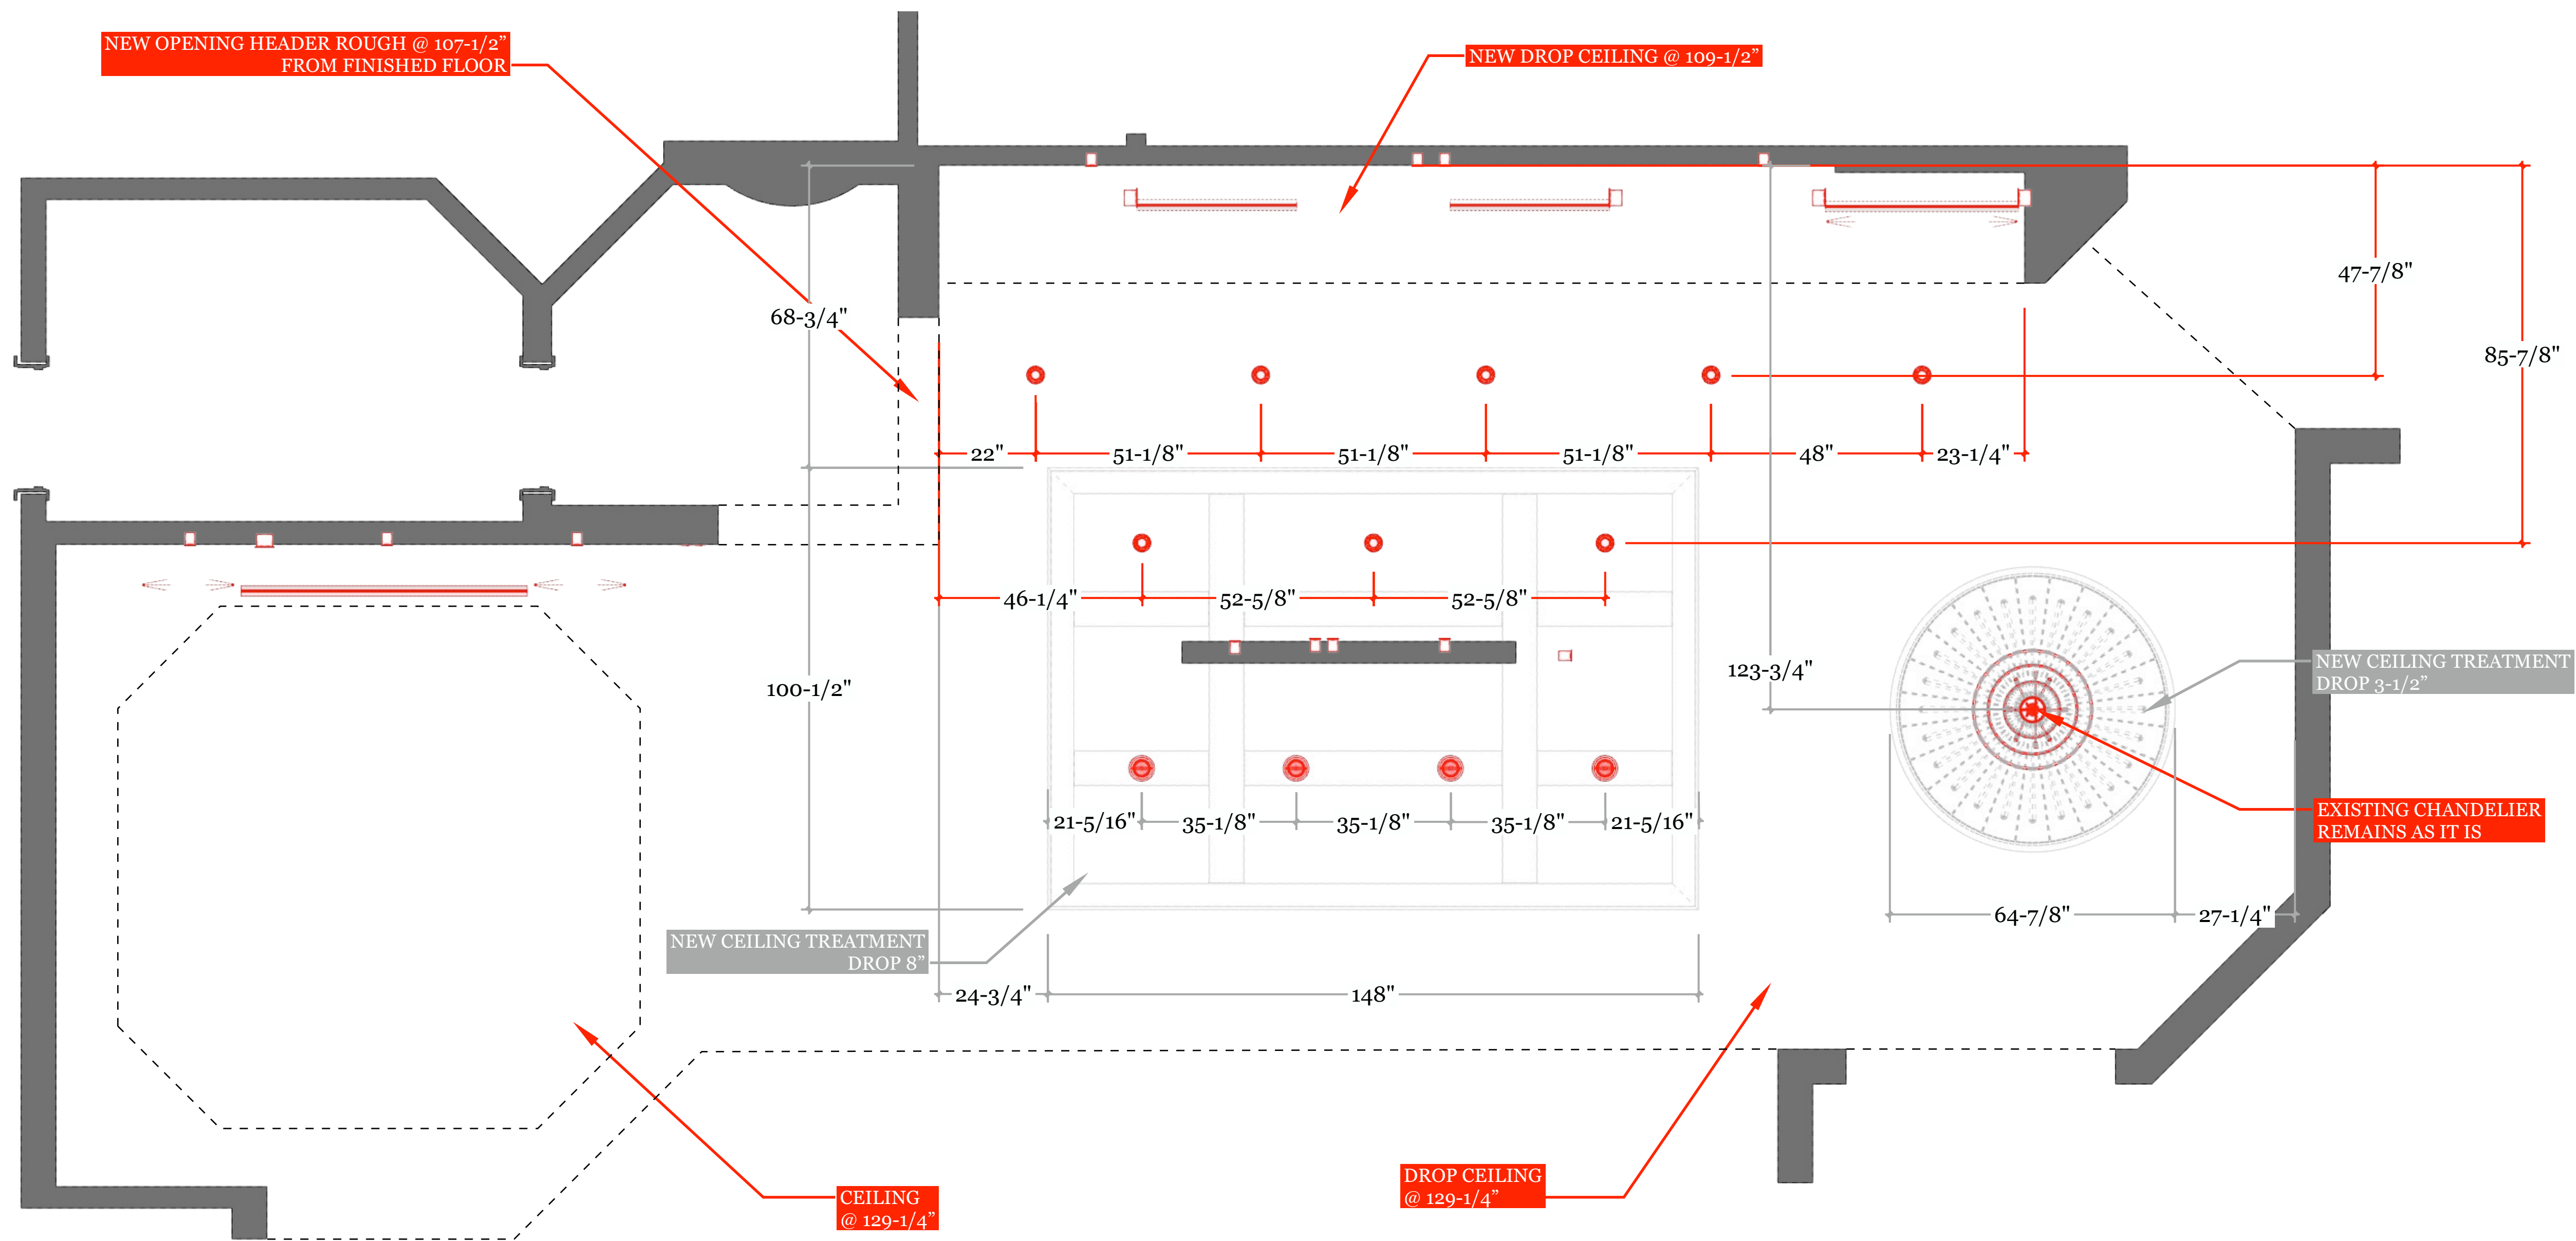 NEW OPENING HEADER ROUGH @ 107-1/2”
FROM FINISHED FLOOR
NEW DROP CEILING @ 109-1/2”
47-7/8"
68-3/4"
85-7/8"
22"
51-1/8"
51-1/8"
51-1/8"
48"
23-1/4"
46-1/4"
52-5/8"
52-5/8"
100-1/2"
123-3/4"
NEW CEILING TREATMENT
DROP 3-1/2”
21-5/16"
35-1/8"
35-1/8"
35-1/8"
21-5/16"
EXISTING CHANDELIER
REMAINS AS IT IS
64-7/8"
27-1/4"
NEW CEILING TREATMENT
DROP 8”
24-3/4"
148"
CEILING
@ 129-1/4”
DROP CEILING
@ 129-1/4”